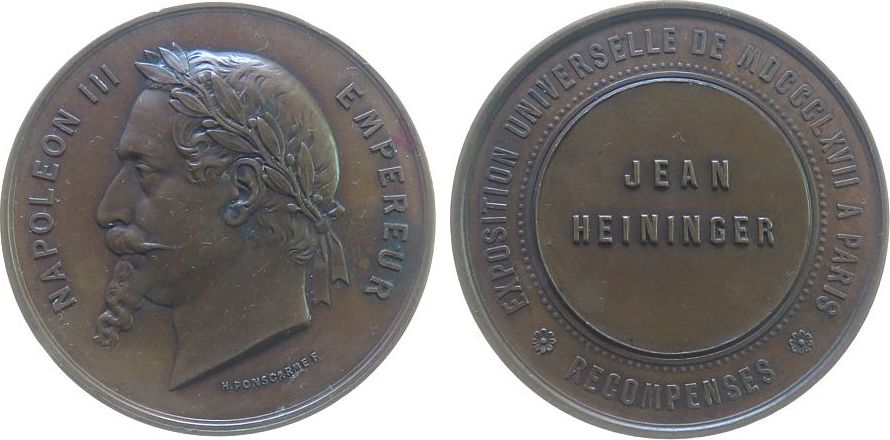 NAPOLEON III EMPEREUR
H. PONSCARME F.
EXPOSITION UNIVERSELLE DE MDCCCLXVII A PARIS
JEAN
HEININGER
RECOMPENSES